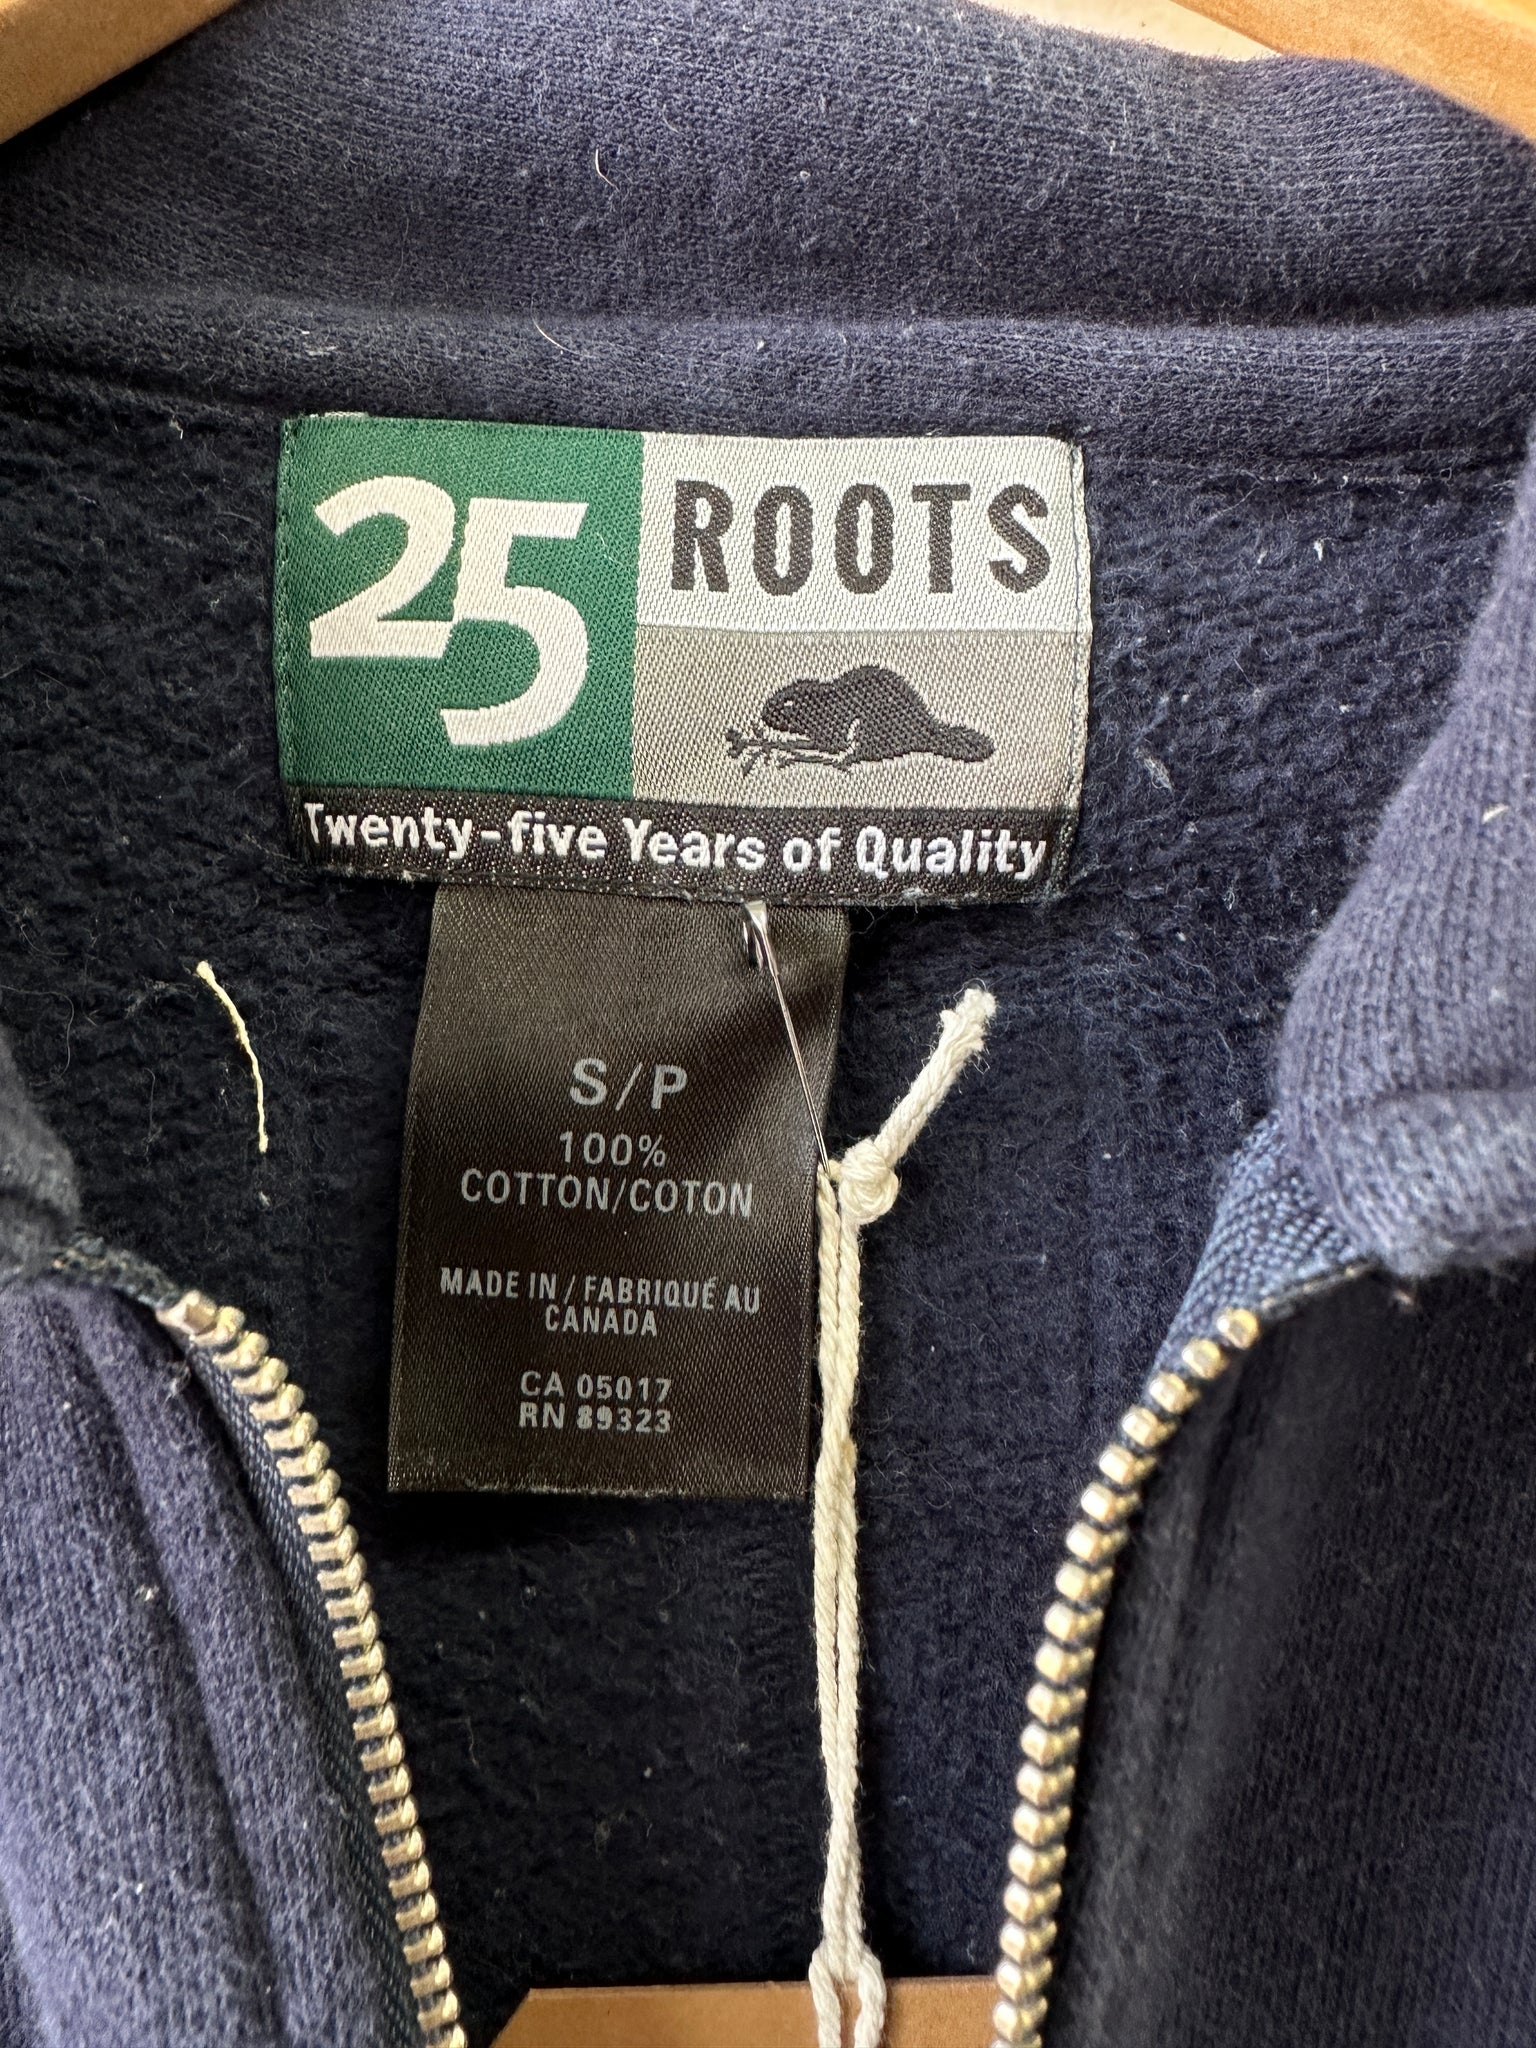 25
ROOTS
Twenty-five Years of Quality
S/P
100%
COTTON/COTON
MADE IN / FABRIQUÉ AU
CANADA
CA 05017
RN 89323